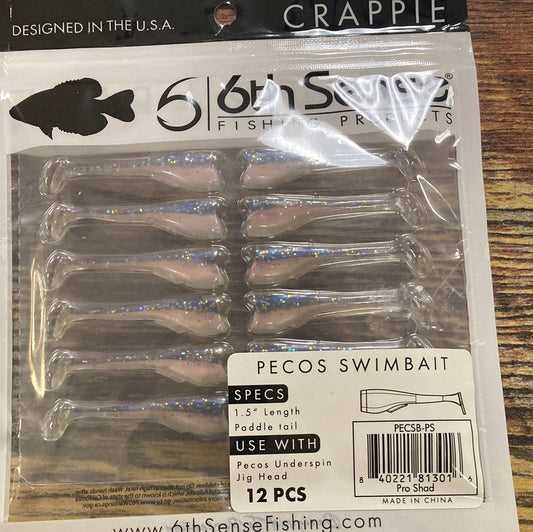 CRAPPIE
DESIGNED IN THE U.S.A.
6th Sense®
FISHING PRODUCTS
PECOS SWIMBAIT
SPECS
1.5" Length
Paddle tail
USE WITH
Pecos Underspin
Jig Head
12 PCS
PECSB-PS
8 40221 81301 6
Pro Shad
MADE IN CHINA
www.6thSenseFishing.com